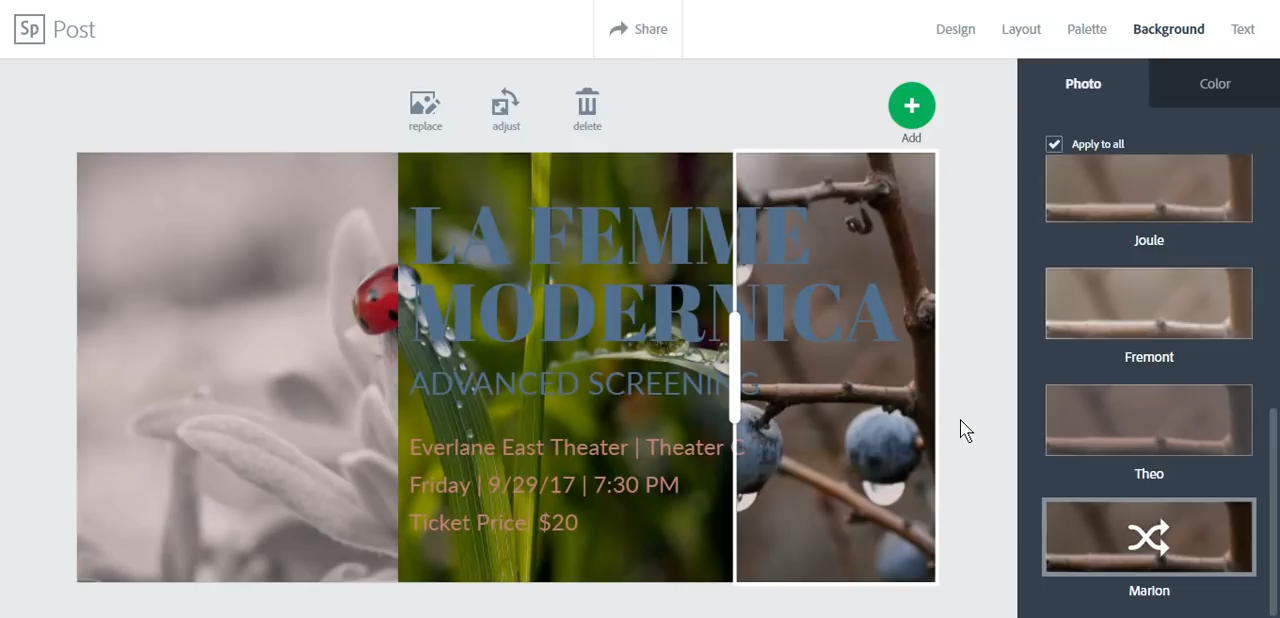 Sp Post
Share
Design Layout Palette Background Text
Photo Color
replace adjust delete
Add
Apply to all
LA FEMME
MODERNICA
ADVANCED SCREENING
Everlane East Theater | Theater C
Friday | 9/29/17 | 7:30 PM
Ticket Price $20
Joule
Fremont
Theo
Marion